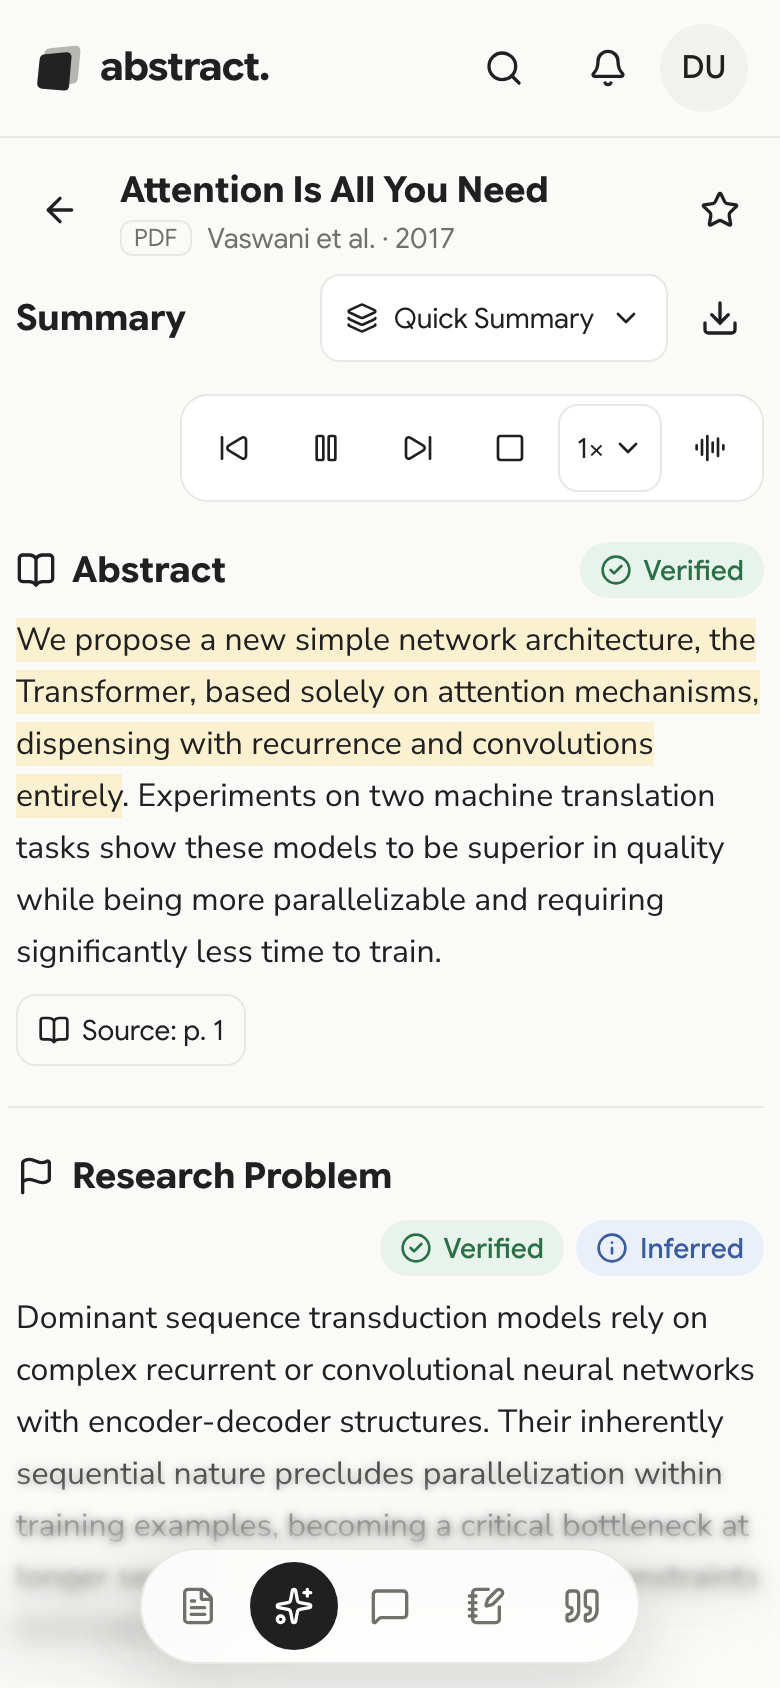 abstract.
DU
Attention Is All You Need
PDF Vaswani et al. · 2017
Summary
Quick Summary
1×
Abstract
Verified
We propose a new simple network architecture, the
Transformer, based solely on attention mechanisms,
dispensing with recurrence and convolutions
entirely. Experiments on two machine translation
tasks show these models to be superior in quality
while being more parallelizable and requiring
significantly less time to train.
Source: p. 1
Research Problem
Verified
Inferred
Dominant sequence transduction models rely on
complex recurrent or convolutional neural networks
with encoder-decoder structures. Their inherently
sequential nature precludes parallelization within
training examples, becoming a critical bottleneck at
longer